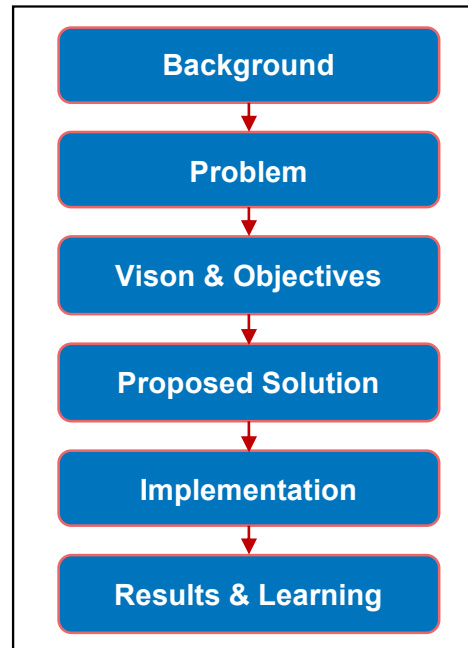 Background
Problem
Vison & Objectives
Proposed Solution
Implementation
Results & Learning